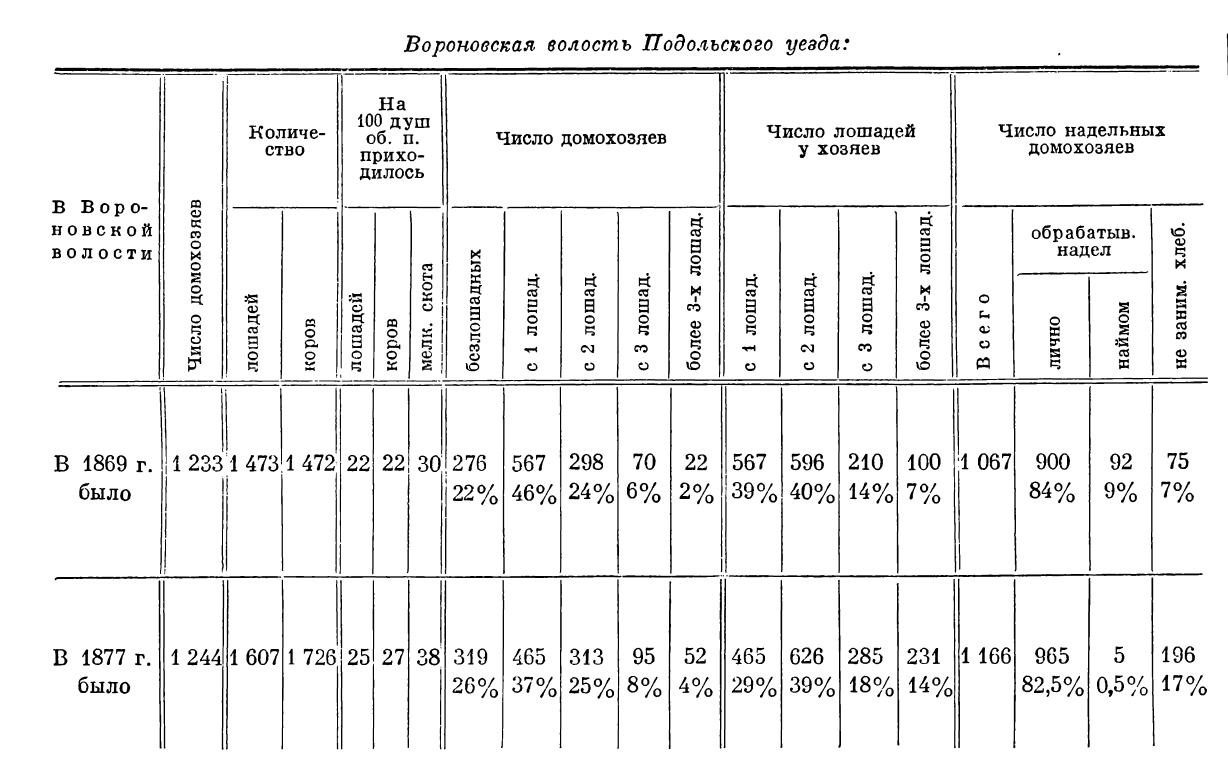 Вороновская волость Подольского уезда:
В Воро-
новской
волости
Число домохозяев
Количе-
ство
лошадей
коров
На
100 душ
об. п.
прихо-
дилось
лошадей
коров
мелк. скота
Число домохозяев
безлошадных
с 1 лошад.
с 2 лошад.
с 3 лошад.
более 3-х лошад.
Число лошадей
у хозяев
с 1 лошад.
с 2 лошад.
с 3 лошад.
более 3-х лошад.
Число надельных
домохозяев
Всего
обрабатыв.
надел
лично
наймом
не заним. хлеб.
В 1869 г. 1 233 1 473 1 472 22 22 30 276 567 298 70 22 567 596 210 100 1 067 900 92 75
было 22% 46% 24% 6% 2% 39% 40% 14% 7% 84% 9% 7%
В 1877 г. 1 244 1 607 1 726 25 27 38 319 465 313 95 52 465 626 285 231 1 166 965 5 196
было 26% 37% 25% 8% 4% 29% 39% 18% 14% 82,5% 0,5% 17%